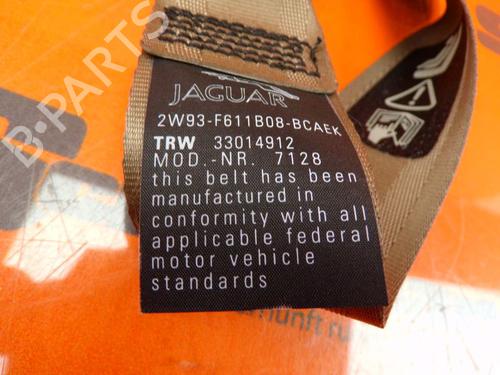 B-PARTS
JAGUAR
2W93-F611B08-BCAEK
TRW 33014912
MOD.-NR. 7128
this belt has been
manufactured in
conformity with all
applicable federal
motor vehicle
standards